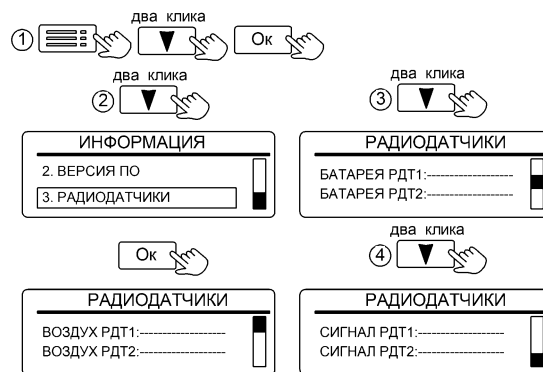 два клика
1 Ок
два клика
2
ИНФОРМАЦИЯ
2. ВЕРСИЯ ПО
3. РАДИОДАТЧИКИ
Ок
РАДИОДАТЧИКИ
ВОЗДУХ РДТ1:-------------------
ВОЗДУХ РДТ2:-------------------
два клика
3
РАДИОДАТЧИКИ
БАТАРЕЯ РДТ1:-------------------
БАТАРЕЯ РДТ2:-------------------
два клика
4
РАДИОДАТЧИКИ
СИГНАЛ РДТ1:-------------------
СИГНАЛ РДТ2:-------------------